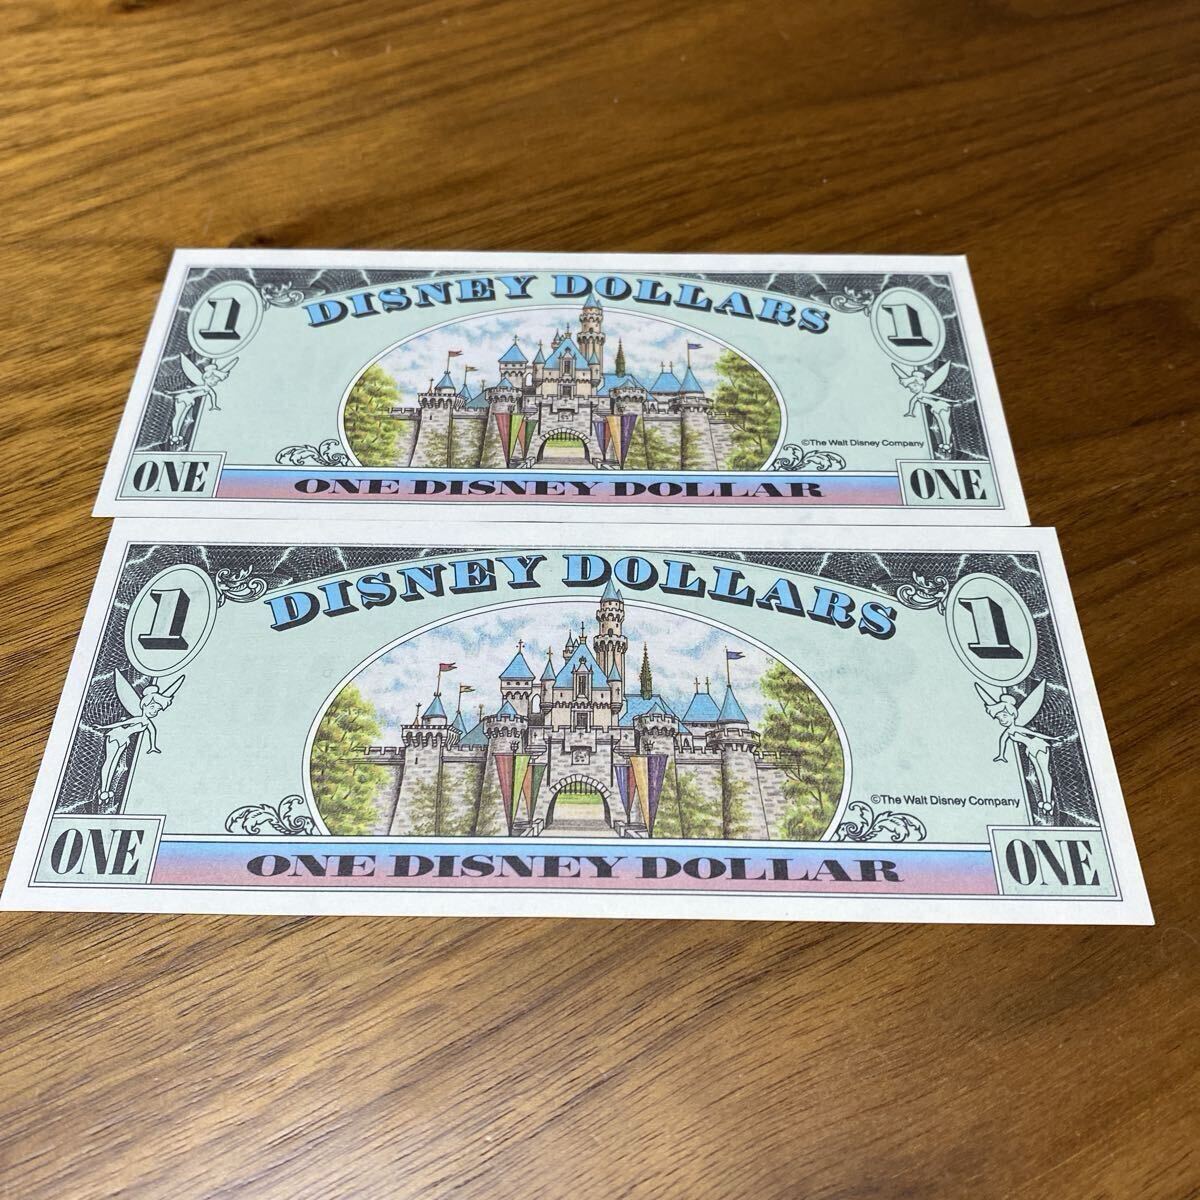 DISNEY DOLLARS
1 1
©The Walt Disney Company
ONE ONE DISNEY DOLLAR ONE
DISNEY DOLLARS
1 1
©The Walt Disney Company
ONE ONE DISNEY DOLLAR ONE